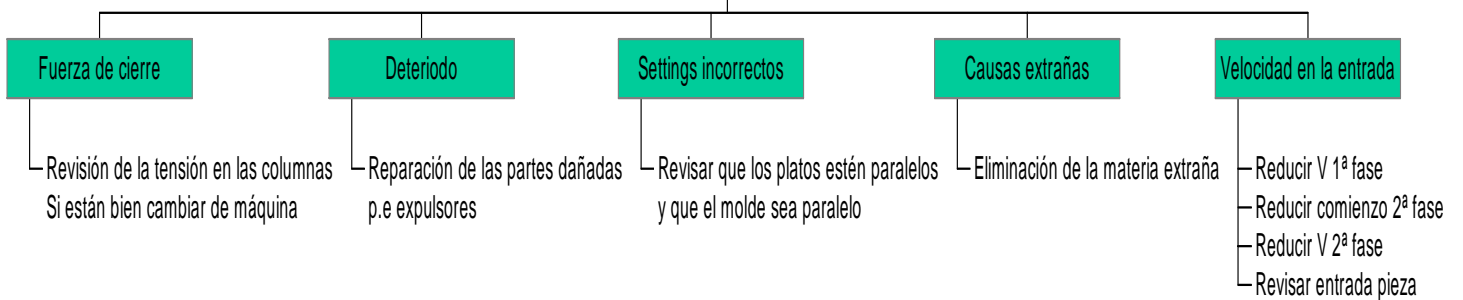 Fuerza de cierre
Deteriodo
Settings incorrectos
Causas extrañas
Velocidad en la entrada
Revisión de la tensión en las columnas
Si están bien cambiar de máquina
Reparación de las partes dañadas
p.e expulsores
Revisar que los platos estén paralelos
y que el molde sea paralelo
Eliminación de la materia extraña
Reducir V 1ª fase
Reducir comienzo 2ª fase
Reducir V 2ª fase
Revisar entrada pieza